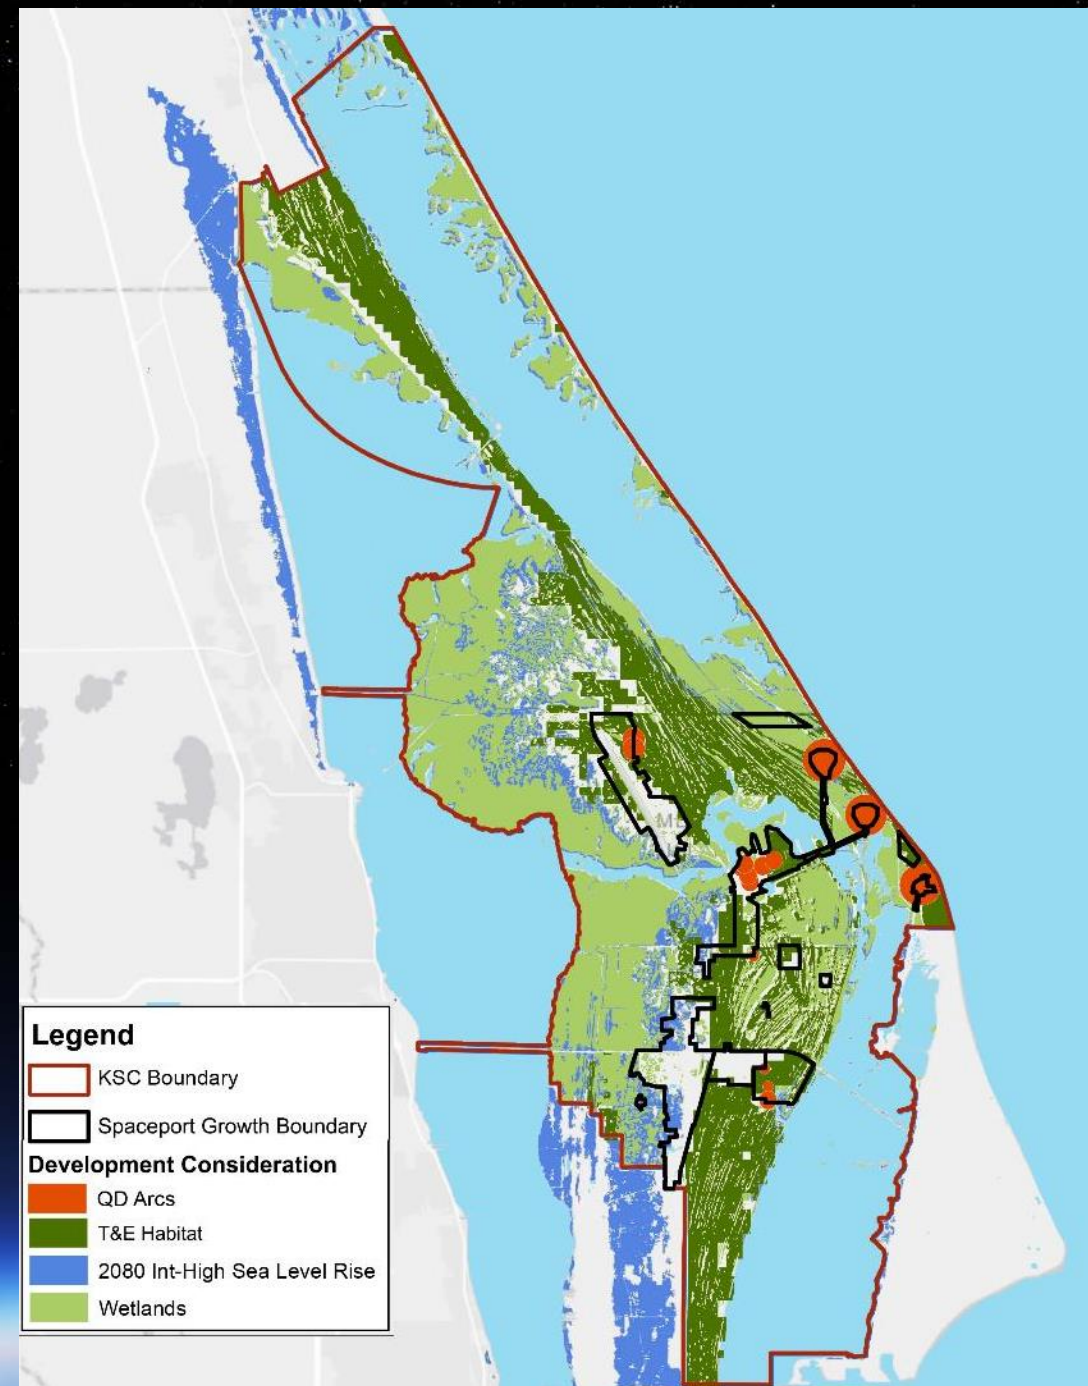 Legend
KSC Boundary
Spaceport Growth Boundary
Development Consideration
QD Arcs
T&E Habitat
2080 Int-High Sea Level Rise
Wetlands